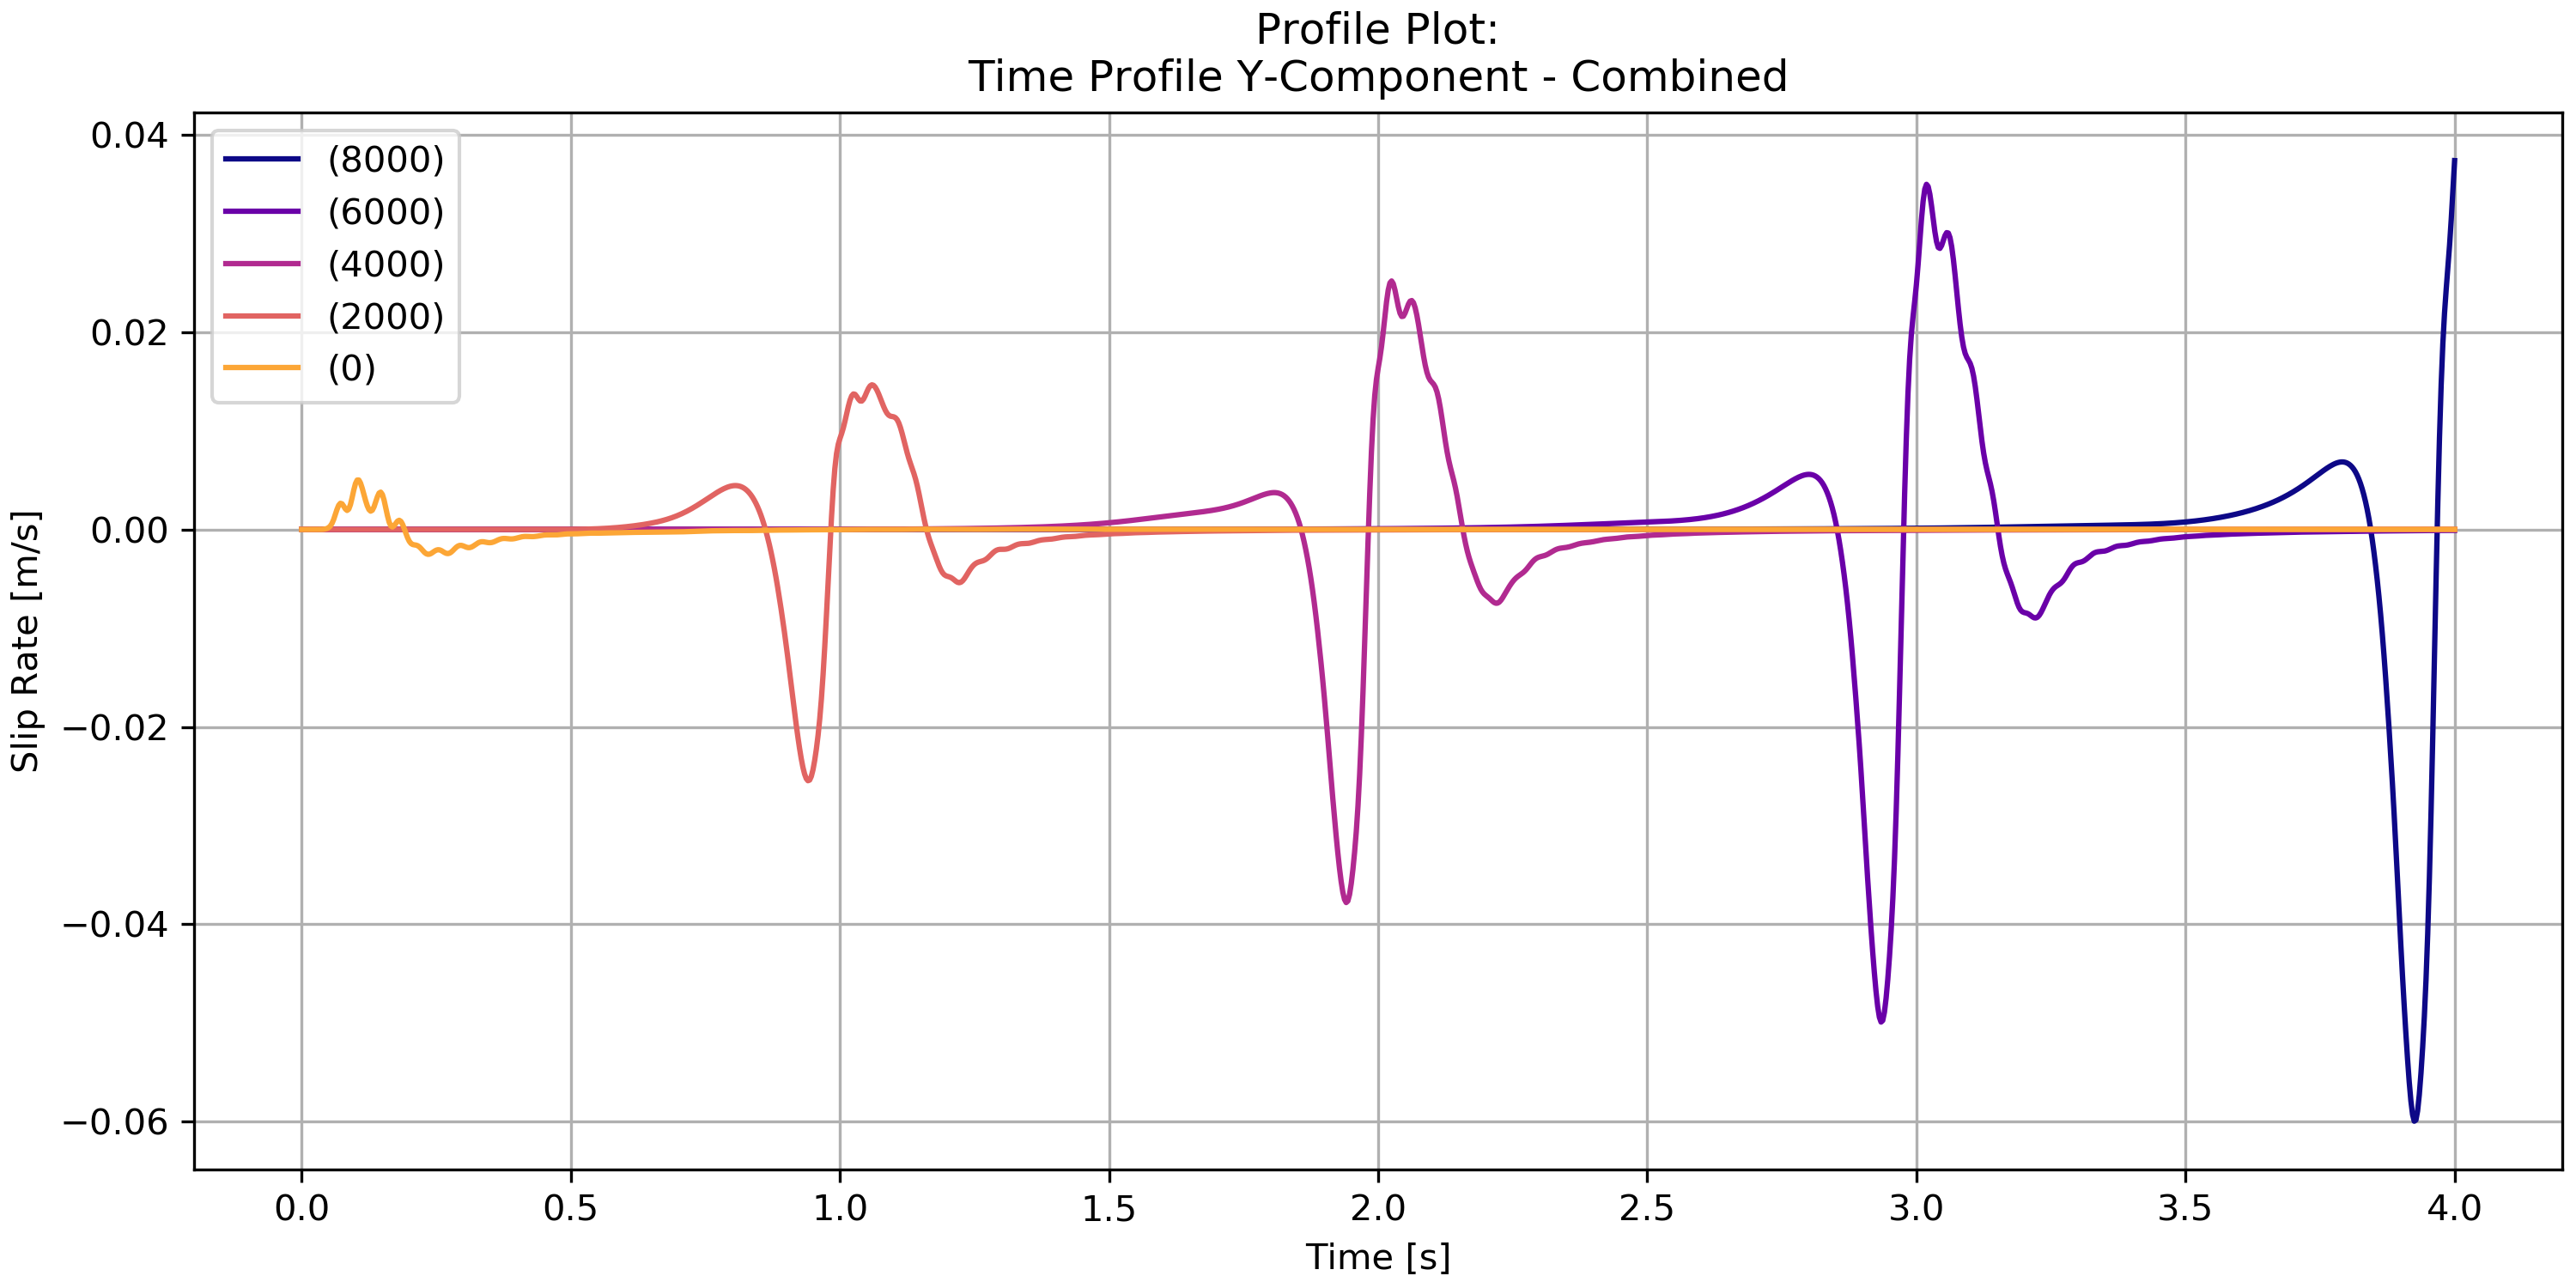 Profile Plot:
Time Profile Y-Component - Combined
0.04
0.02
0.00
−0.02
−0.04
−0.06
Slip Rate [m/s]
(8000)
(6000)
(4000)
(2000)
(0)
0.0 0.5 1.0 1.5 2.0 2.5 3.0 3.5 4.0
Time [s]